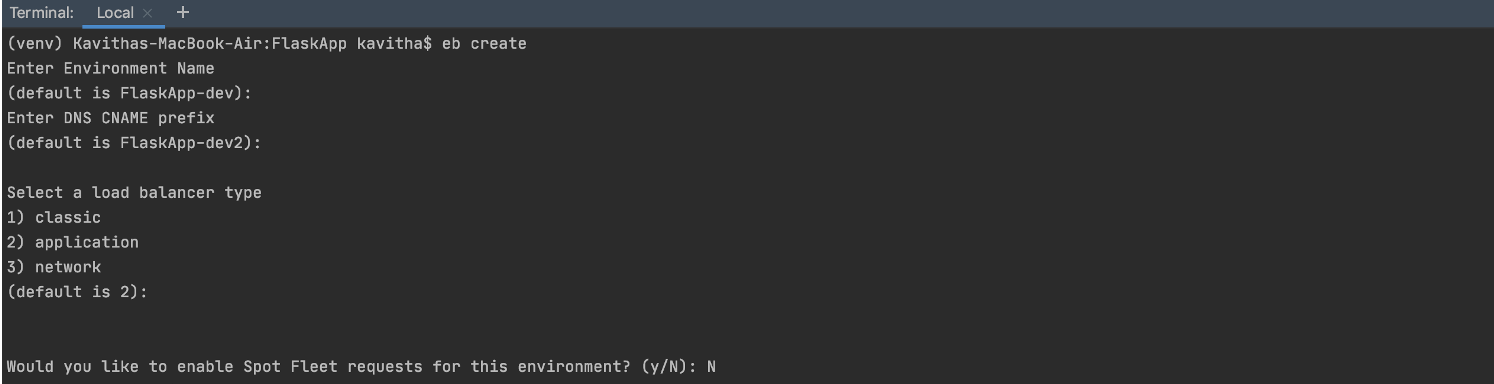 Terminal: Local × +
(venv) Kavithas-MacBook-Air:FlaskApp kavitha$ eb create
Enter Environment Name
(default is FlaskApp-dev):
Enter DNS CNAME prefix
(default is FlaskApp-dev2):
Select a load balancer type
1) classic
2) application
3) network
(default is 2):
Would you like to enable Spot Fleet requests for this environment? (y/N): N